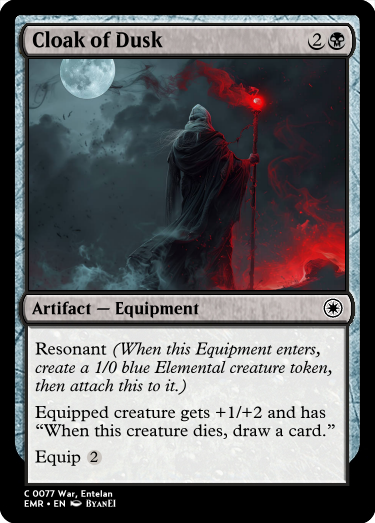 Cloak of Dusk 2
Artifact — Equipment
Resonant (When this Equipment enters,
create a 1/0 blue Elemental creature token,
then attach this to it.)
Equipped creature gets +1/+2 and has
“When this creature dies, draw a card.”
Equip 2
C 0077 War, Entelan
EMR • EN ByanEI